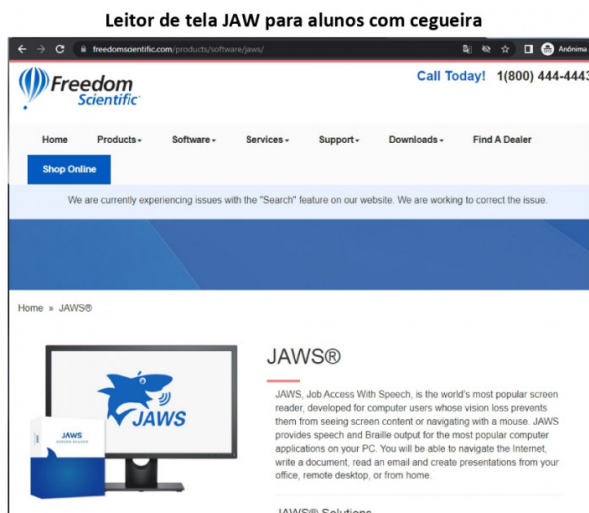 Leitor de tela JAW para alunos com cegueira
freedomscientific.com/products/software/jaws/
Anônima
Freedom
Scientific
Call Today! 1(800) 444-4443
Home Products Software Services Support Downloads Find A Dealer
Shop Online
We are currently experiencing issues with the "Search" feature on our website. We are working to correct the issue.
Home » JAWS®
JAWS
JAWS
SCREEN READER
JAWS®
JAWS, Job Access With Speech, is the world's most popular screen
reader, developed for computer users whose vision loss prevents
them from seeing screen content or navigating with a mouse. JAWS
provides speech and Braille output for the most popular computer
applications on your PC. You will be able to navigate the Internet,
write a document, read an email and create presentations from your
office, remote desktop, or from home.
JAWS® Solutions